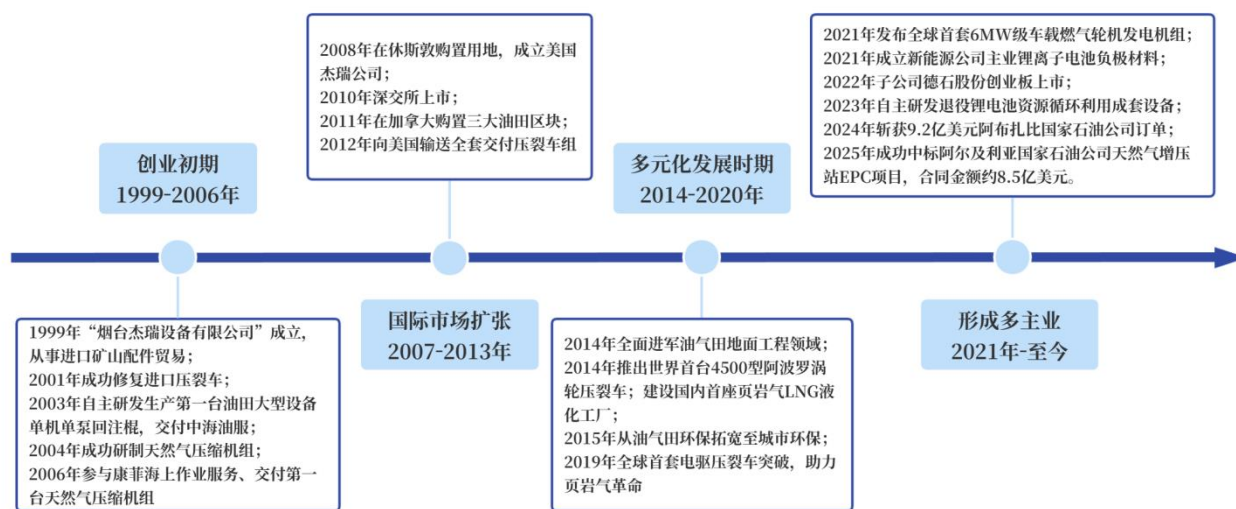 创业初期
1999-2006年
1999年“烟台杰瑞设备有限公司”成立，
从事进口矿山配件贸易；
2001年成功修复进口压裂车；
2003年自主研发生产第一台油田大型设备
单机单泵回注棍，交付中海油服；
2004年成功研制天然气压缩机组；
2006年参与康菲海上作业服务、交付第一
台天然气压缩机组
2008年在休斯敦购置用地，成立美国
杰瑞公司；
2010年深交所上市；
2011年在加拿大购置三大油田区块；
2012年向美国输送全套交付压裂车组
国际市场扩张
2007-2013年
多元化发展时期
2014-2020年
2014年全面进军油气田地面工程领域；
2014年推出世界首台4500型阿波罗涡
轮压裂车；建设国内首座页岩气LNG液
化工厂；
2015年从油气田环保拓宽至城市环保；
2019年全球首套电驱压裂车突破，助力
页岩气革命
2021年发布全球首套6MW级车载燃气轮机发电机组；
2021年成立新能源公司主业锂离子电池负极材料；
2022年子公司德石股份创业板上市；
2023年自主研发退役锂电池资源循环利用成套设备；
2024年斩获9.2亿美元阿布扎比国家石油公司订单；
2025年成功中标阿尔及利亚国家石油公司天然气增压
站EPC项目，合同金额约8.5亿美元。
形成多主业
2021年-至今